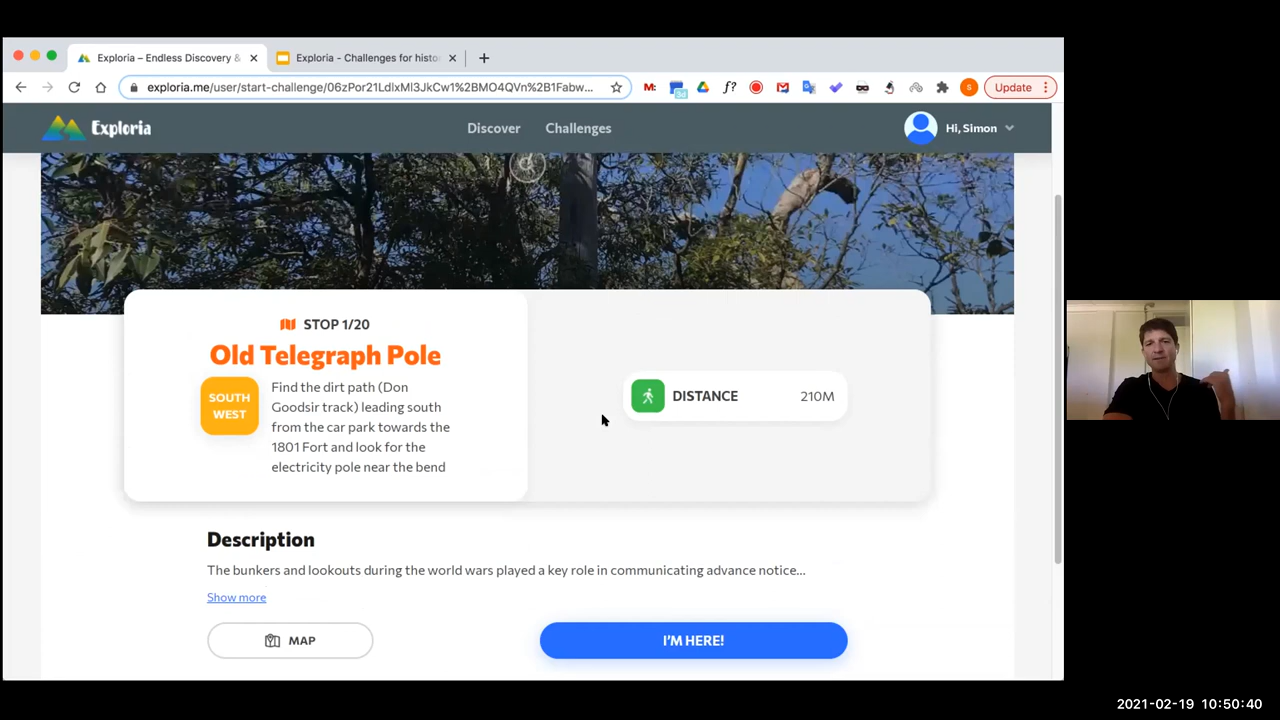 Exploria – Endless Discovery &
Exploria - Challenges for histo
exploria.me/user/start-challenge/06zPor21LdlxMl3JkCw1%2BMO4QVn%2B1Fabw...
M:
f?
S
Update
Exploria
Discover
Challenges
Hi, Simon
STOP 1/20
Old Telegraph Pole
SOUTH
WEST
Find the dirt path (Don
Goodsir track) leading south
from the car park towards the
1801 Fort and look for the
electricity pole near the bend
DISTANCE 210M
Description
The bunkers and lookouts during the world wars played a key role in communicating advance notice...
Show more
MAP
I'M HERE!
2021-02-19 10:50:40